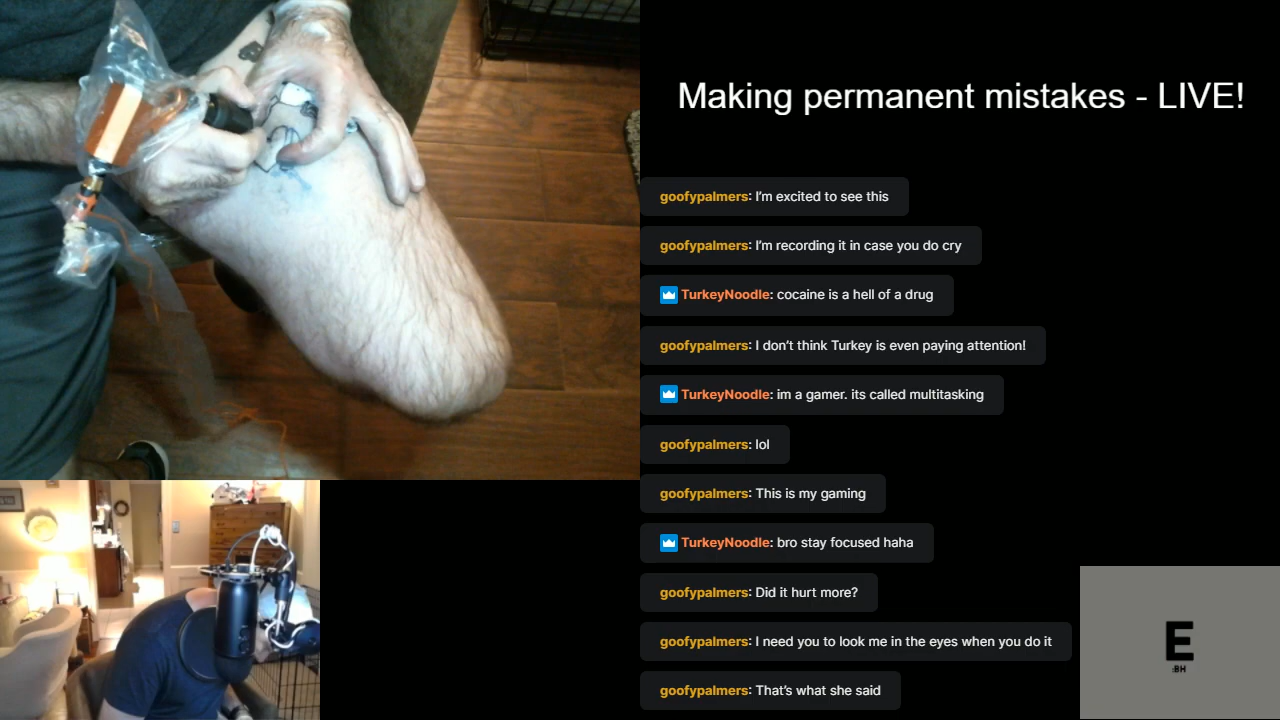 Making permanent mistakes - LIVE!
goofypalmers: I'm excited to see this
goofypalmers: I'm recording it in case you do cry
TurkeyNoodle: cocaine is a hell of a drug
goofypalmers: I don't think Turkey is even paying attention!
TurkeyNoodle: im a gamer. its called multitasking
goofypalmers: lol
goofypalmers: This is my gaming
TurkeyNoodle: bro stay focused haha
goofypalmers: Did it hurt more?
goofypalmers: I need you to look me in the eyes when you do it
goofypalmers: That's what she said
E
:BH